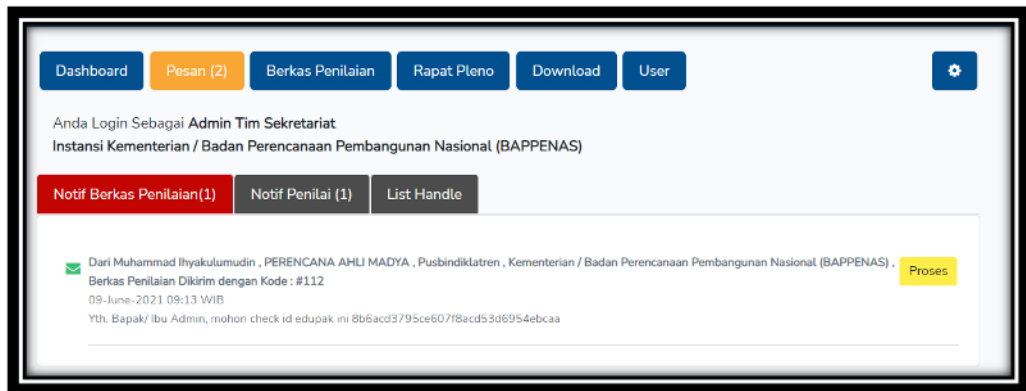 Dashboard Pesan (2) Berkas Penilaian Rapat Pleno Download User
Anda Login Sebagai Admin Tim Sekretariat
Instansi Kementerian / Badan Perencanaan Pembangunan Nasional (BAPPENAS)
Notif Berkas Penilaian(1) Notif Penilai (1) List Handle
Dari Muhammad Ihyakulumudin , PERENCANA AHLI MADYA , Pusbindiklatren , Kementerian / Badan Perencanaan Pembangunan Nasional (BAPPENAS) ,
Proses
Berkas Penilaian Dikirim dengan Kode : #112
09-June-2021 09:13 WIB
Yth. Bapak/ Ibu Admin, mohon check id edupak ini 8b6acd3795ce607f8acd53d6954ebcaa